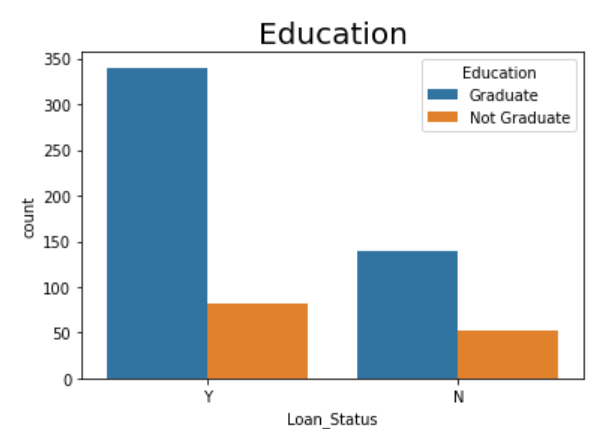 Education
350
300
250
200
150
100
50
0
count
Education
Graduate
Not Graduate
Y
N
Loan_Status